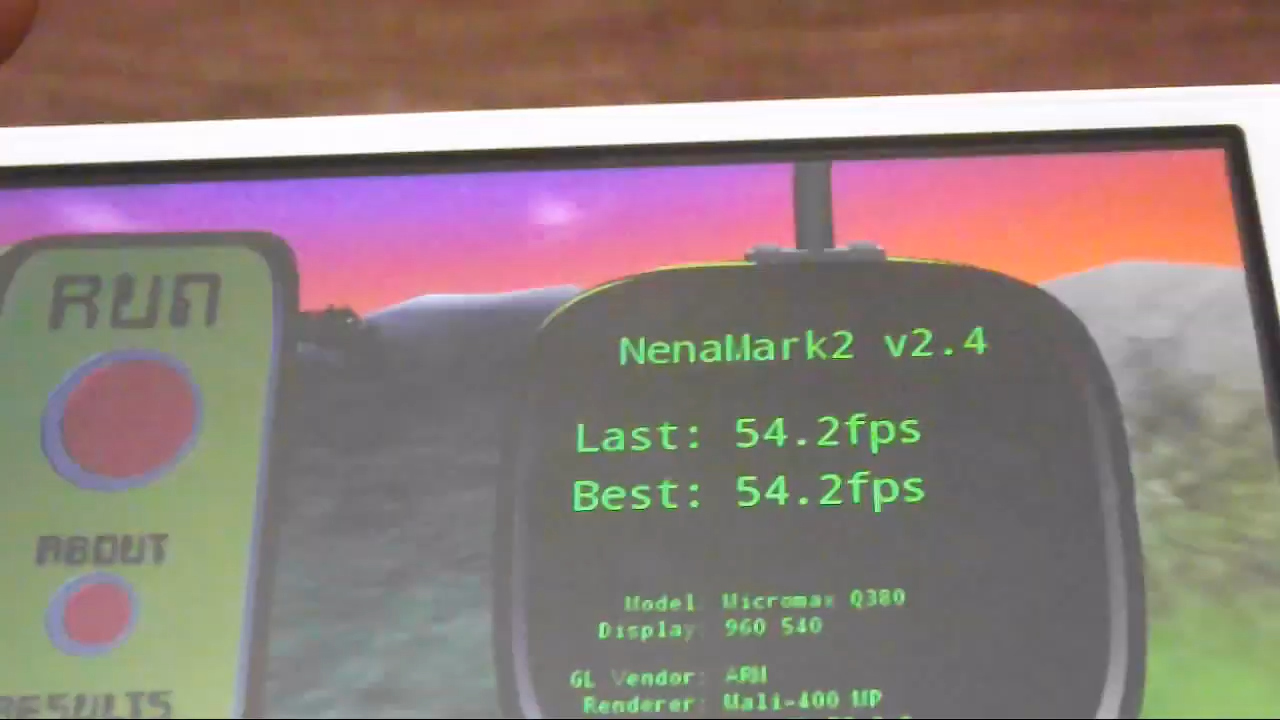 RUN
ABOUT
RESULTS
NenaMark2 v2.4
Last: 54.2fps
Best: 54.2fps
Model: Micromax Q380
Display: 960 540
GL Vendor: ARM
Renderer: Mali-400 MP